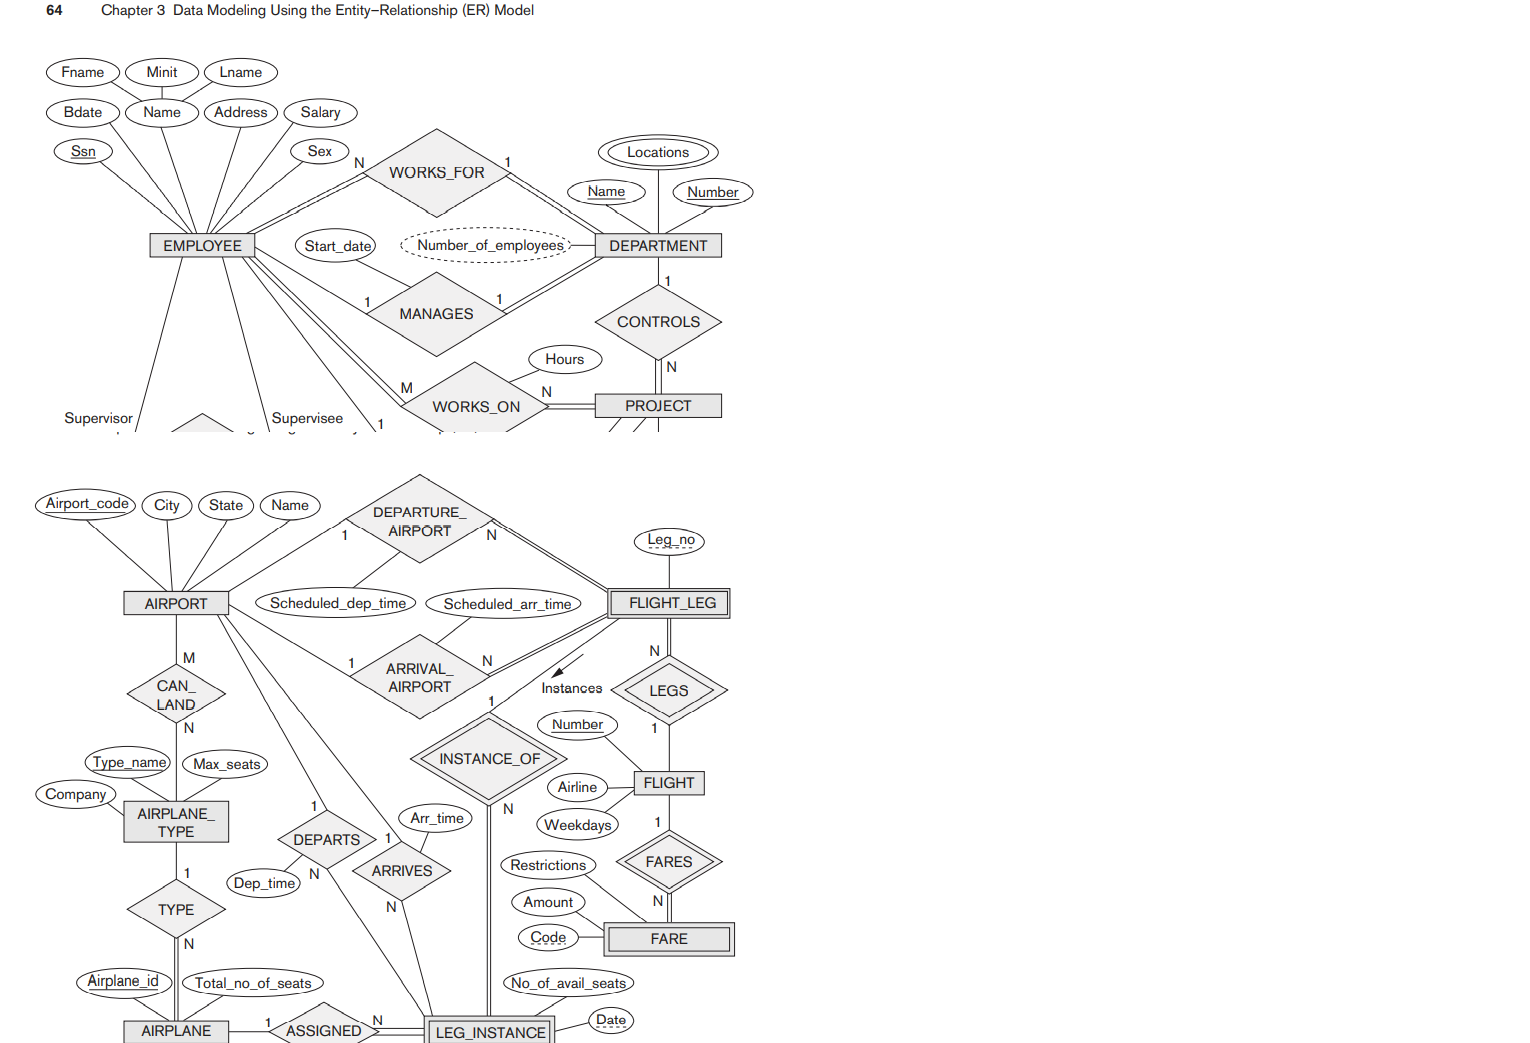 64 Chapter 3 Data Modeling Using the Entity–Relationship (ER) Model
Fname Minit Lname
Bdate Name Address Salary
Ssn Sex
N WORKS_FOR 1
Locations
Name Number
EMPLOYEE Start_date Number_of_employees DEPARTMENT
1 MANAGES 1
1
CONTROLS
N
Hours
M WORKS_ON N
PROJECT
Supervisor Supervisee 1
Airport_code City State Name
DEPARTURE_
AIRPORT
1 N
Leg_no
AIRPORT Scheduled_dep_time Scheduled_arr_time FLIGHT_LEG
M
CAN_
LAND
N
1 ARRIVAL_
AIRPORT
N
Instances
N
LEGS
1
1
INSTANCE_OF
N
Number
Airline
Weekdays
FLIGHT
Type_name Max_seats
Company
AIRPLANE_
TYPE
1
DEPARTS
N
Dep_time
Arr_time
1
ARRIVES
N
1
FARES
N
Restrictions
Amount
Code
FARE
1
TYPE
N
Airplane_id Total_no_of_seats
No_of_avail_seats
Date
AIRPLANE 1 ASSIGNED N LEG_INSTANCE